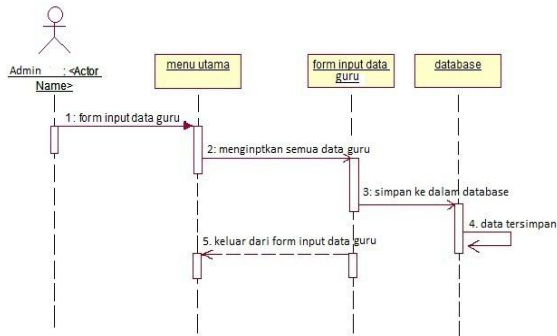 Admin : <Actor
Name>
menu utama
form input data
guru
database
1: form input data guru
2: menginptkan semua data guru
3: simpan ke dalam database
4. data tersimpan
5. keluar dari form input data guru